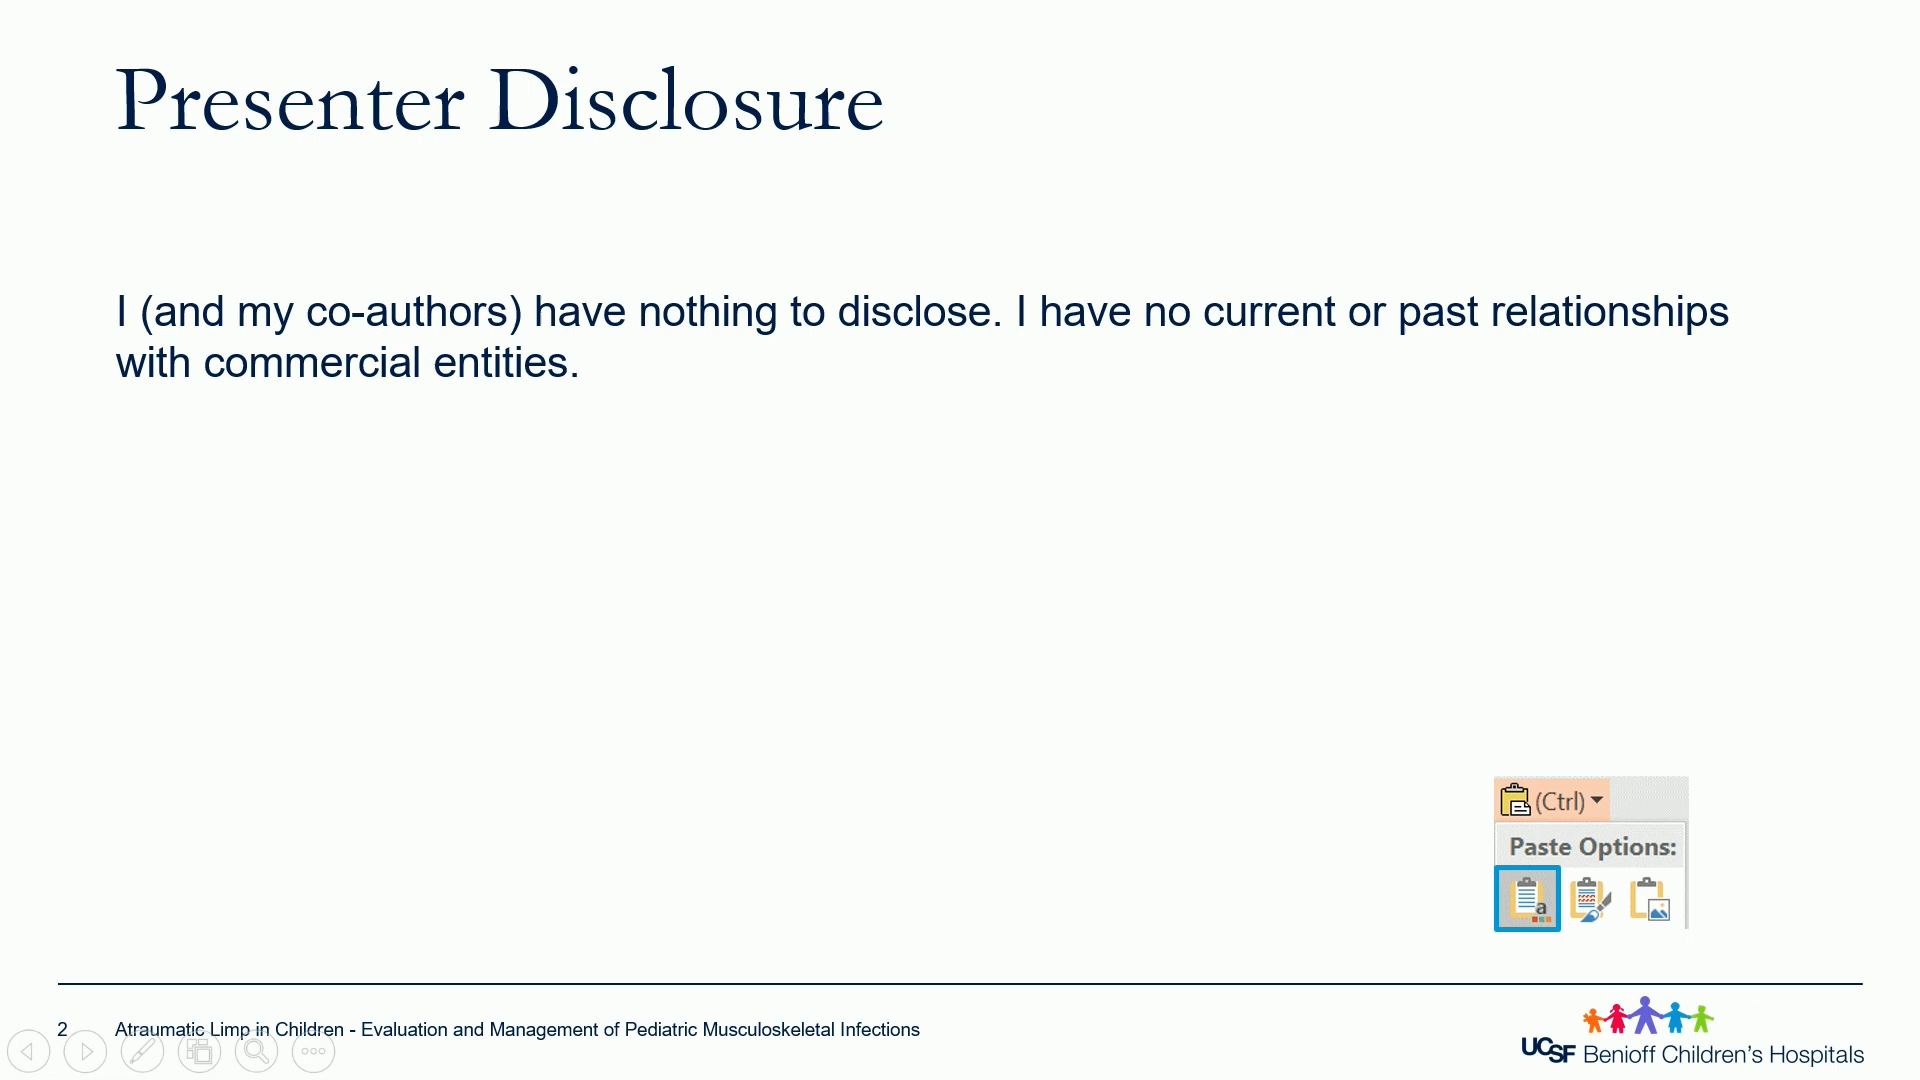 Presenter Disclosure
I (and my co-authors) have nothing to disclose. I have no current or past relationships
with commercial entities.
(Ctrl)
Paste Options:
a
2
Atraumatic Limp in Children - Evaluation and Management of Pediatric Musculoskeletal Infections
UCSF Benioff Children's Hospitals